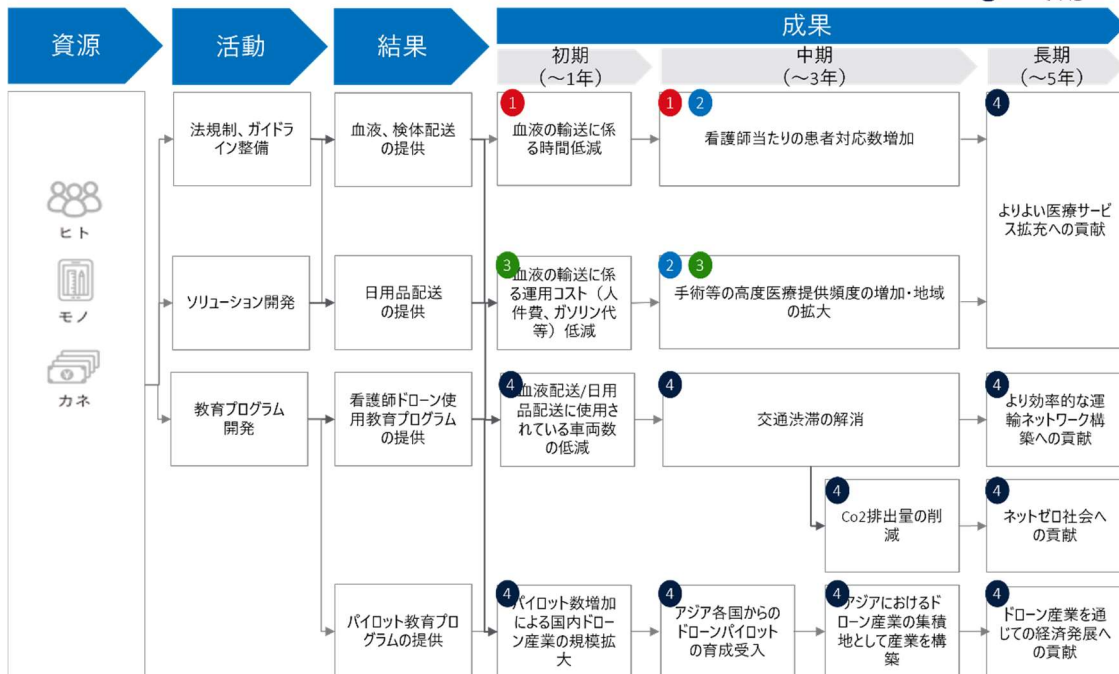 資源
活動
結果
成果
初期
（～1年）
中期
（～3年）
長期
（～5年）
ヒト
モノ
カネ
法規制、ガイドラ
イン整備
血液、検体配送
の提供
1
血液の輸送に係
る時間低減
1 2
看護師当たりの患者対応数増加
4
よりよい医療サービ
ス拡充への貢献
ソリューション開発
日用品配送
の提供
3
血液の輸送に係
る運用コスト（人
件費、ガソリン代
等）低減
2 3
手術等の高度医療提供頻度の増加・地域
の拡大
教育プログラム
開発
看護師ドローン使
用教育プログラム
の提供
4
血液配送/日用
品配送に使用さ
れている車両数
の低減
4
交通渋滞の解消
4
より効率的な運
輸ネットワーク構
築への貢献
4
Co2排出量の削
減
4
ネットゼロ社会へ
の貢献
パイロット教育プロ
グラムの提供
4
パイロット数増加
による国内ドロー
ン産業の規模拡
大
4
アジア各国からの
ドローンパイロット
の育成受入
4
アジアにおけるド
ローン産業の集積
地として産業を構
築
4
ドローン産業を通
じての経済発展へ
の貢献